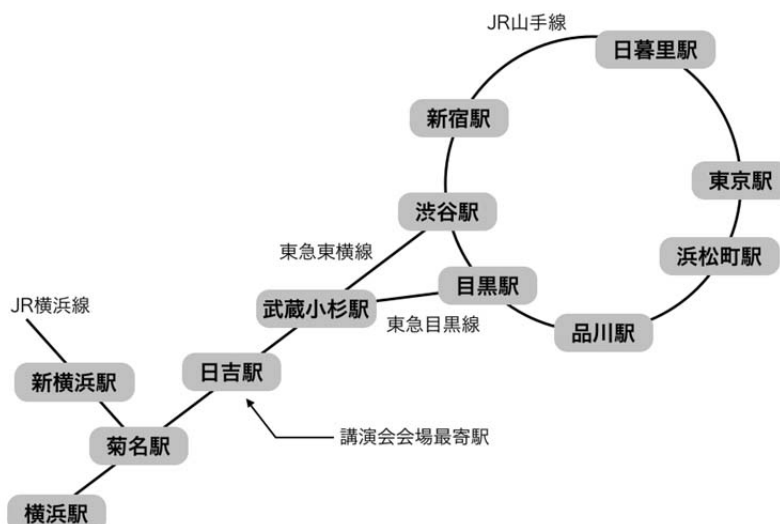 JR山手線
日暮里駅
新宿駅
東京駅
渋谷駅
東急東横線
浜松町駅
目黒駅
武蔵小杉駅
JR横浜線
東急目黒線
品川駅
日吉駅
新横浜駅
講演会会場最寄駅
菊名駅
横浜駅